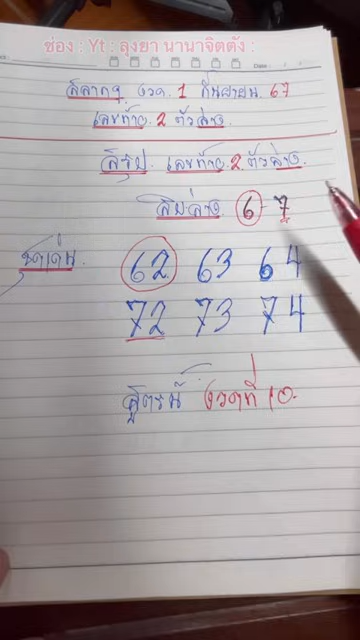 ช่อง : Yt : ลุงยา นานาจิตตัง :
Date
สลากฯ งวด 1 กันยายน 67
เลขท้าย 2 ตัวล่าง
สรุป เลขท้าย 2 ตัวล่าง
สิบล่าง 6 7
เด่น 62 63 64
72 73 74
สูตรนี้ งวดที่ 10